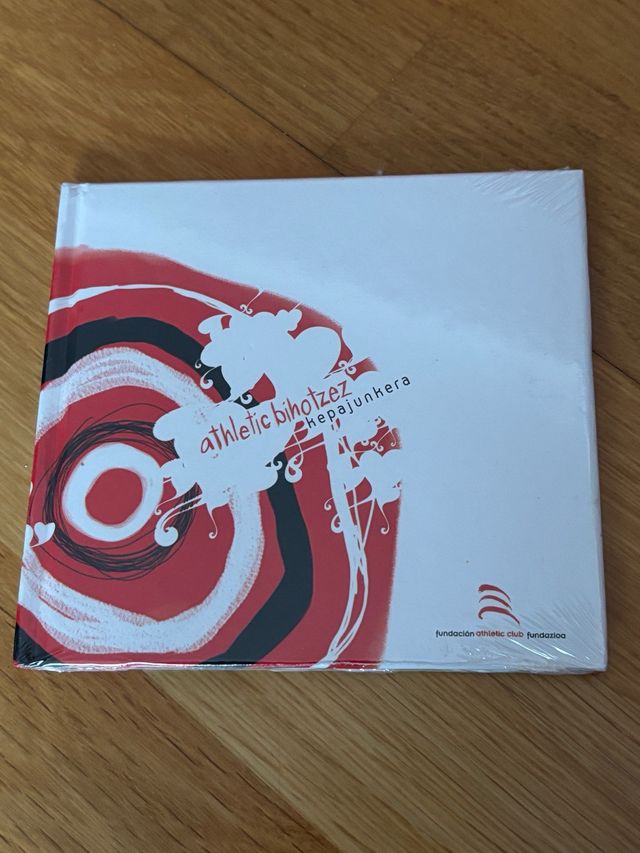 athletic bihotzez
kepajunkera
fundación athletic club fundazioa